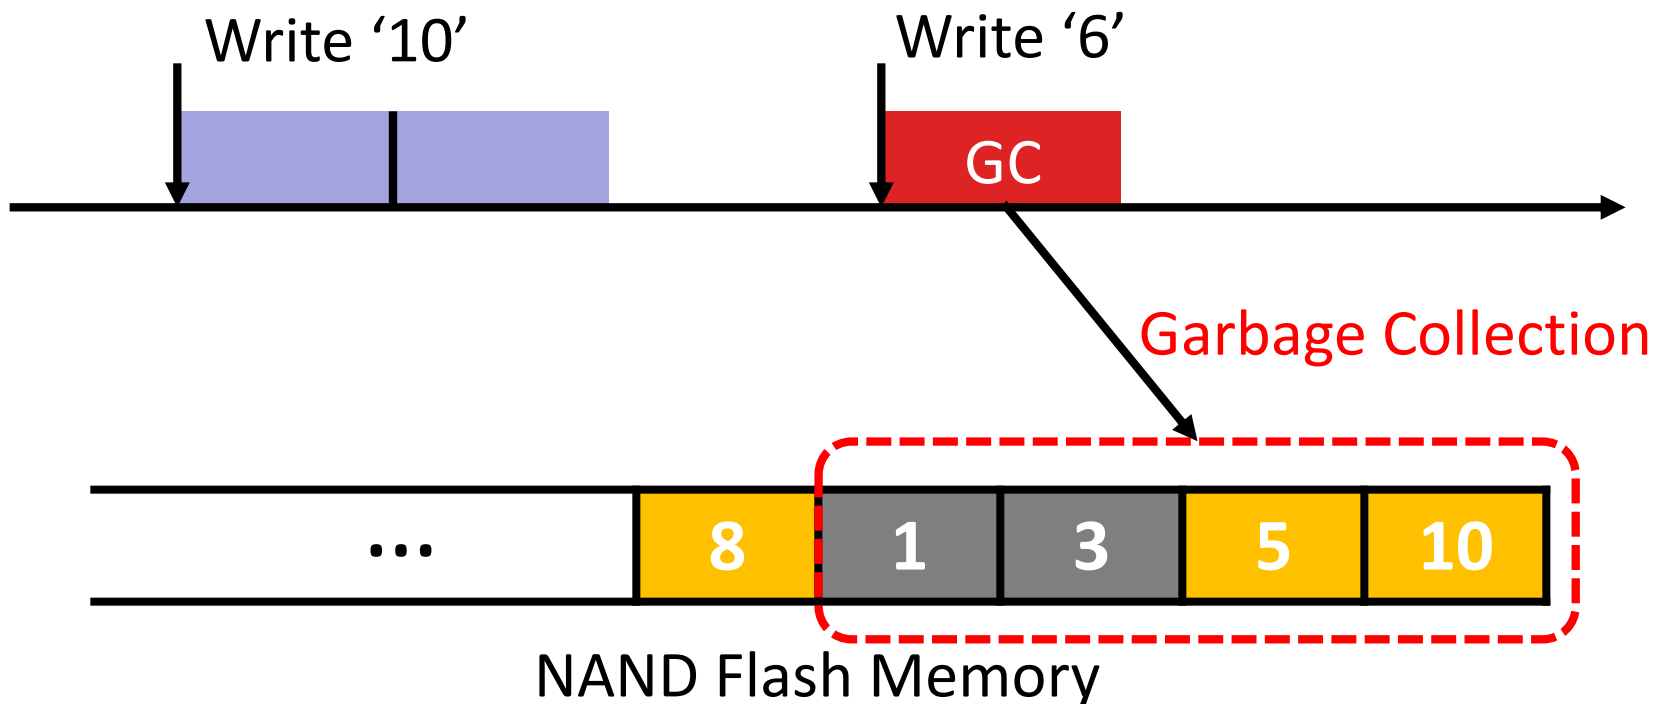 Write ‘10’
Write ‘6’
GC
Garbage Collection
... 8 1 3 5 10
NAND Flash Memory